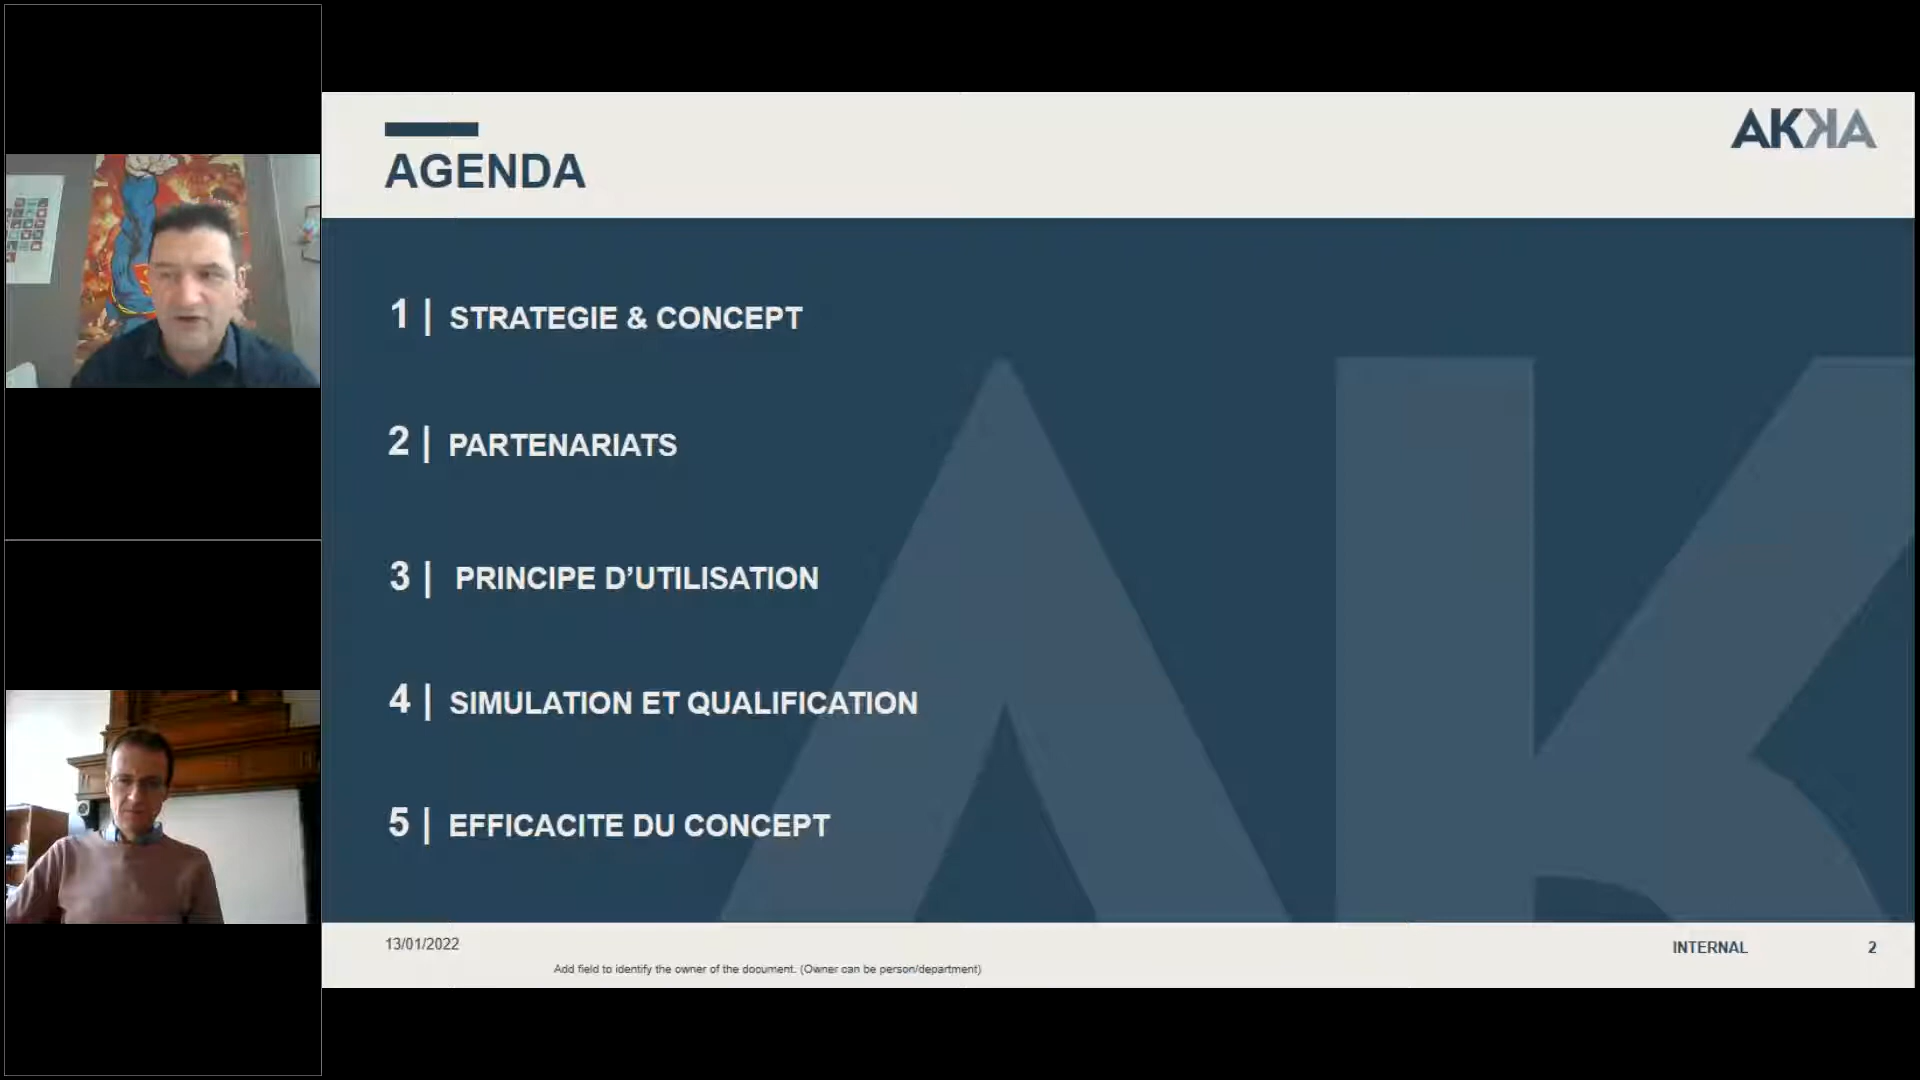 AKKA
AGENDA
1 | STRATEGIE & CONCEPT
2 | PARTENARIATS
3 | PRINCIPE D’UTILISATION
4 | SIMULATION ET QUALIFICATION
5 | EFFICACITE DU CONCEPT
13/01/2022
INTERNAL
2
Add field to identify the owner of the document. (Owner can be person/department)